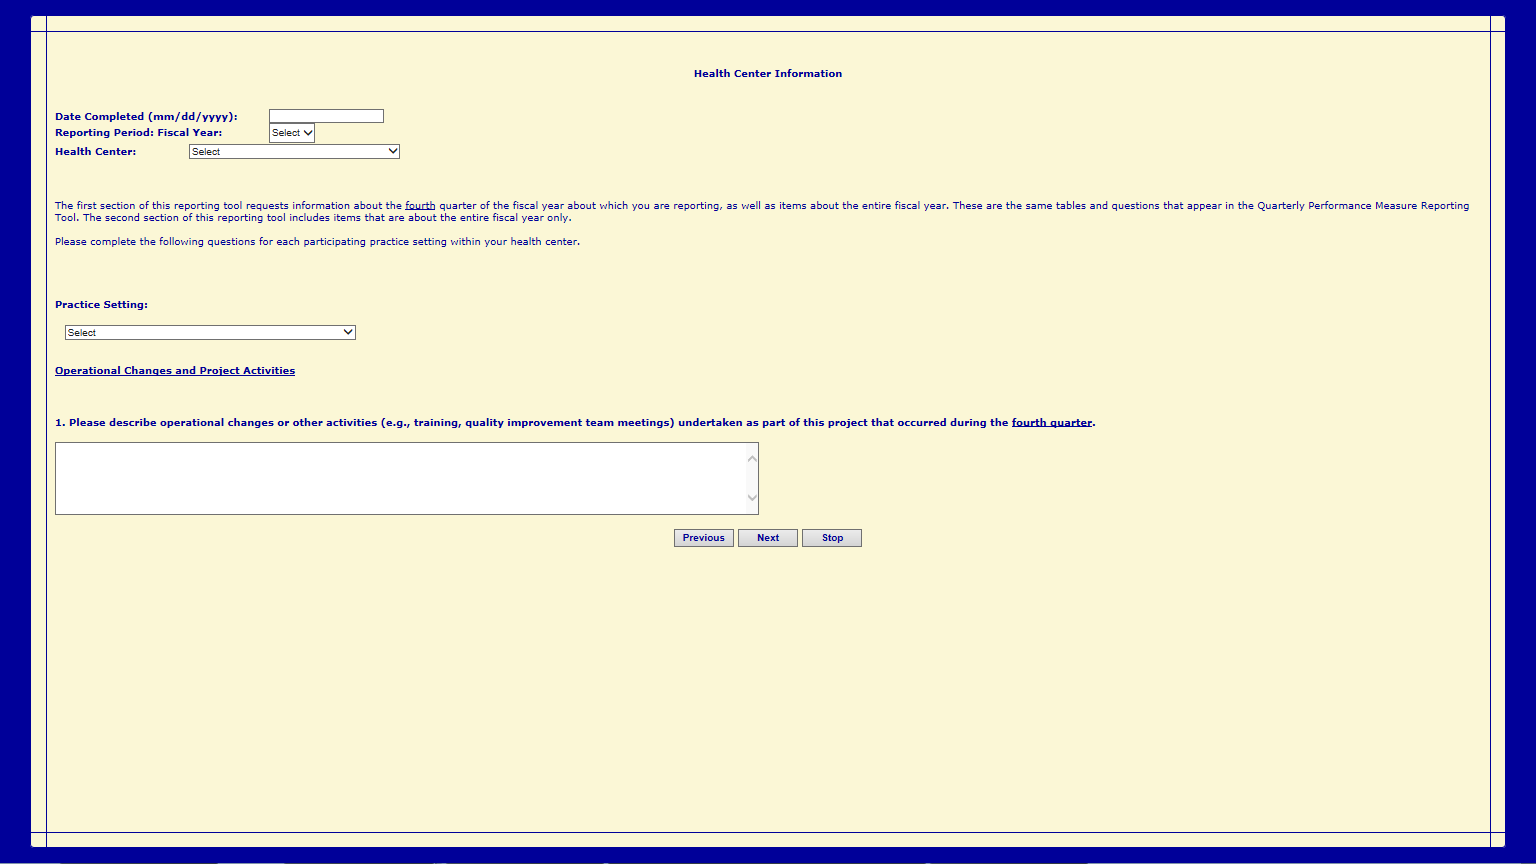 Health Center Information
Date Completed (mm/dd/yyyy):
Reporting Period: Fiscal Year: Select
Health Center: Select
The first section of this reporting tool requests information about the fourth quarter of the fiscal year about which you are reporting, as well as items about the entire fiscal year. These are the same tables and questions that appear in the Quarterly Performance Measure Reporting
Tool. The second section of this reporting tool includes items that are about the entire fiscal year only.
Please complete the following questions for each participating practice setting within your health center.
Practice Setting:
Select
Operational Changes and Project Activities
1. Please describe operational changes or other activities (e.g., training, quality improvement team meetings) undertaken as part of this project that occurred during the fourth quarter.
Previous Next Stop